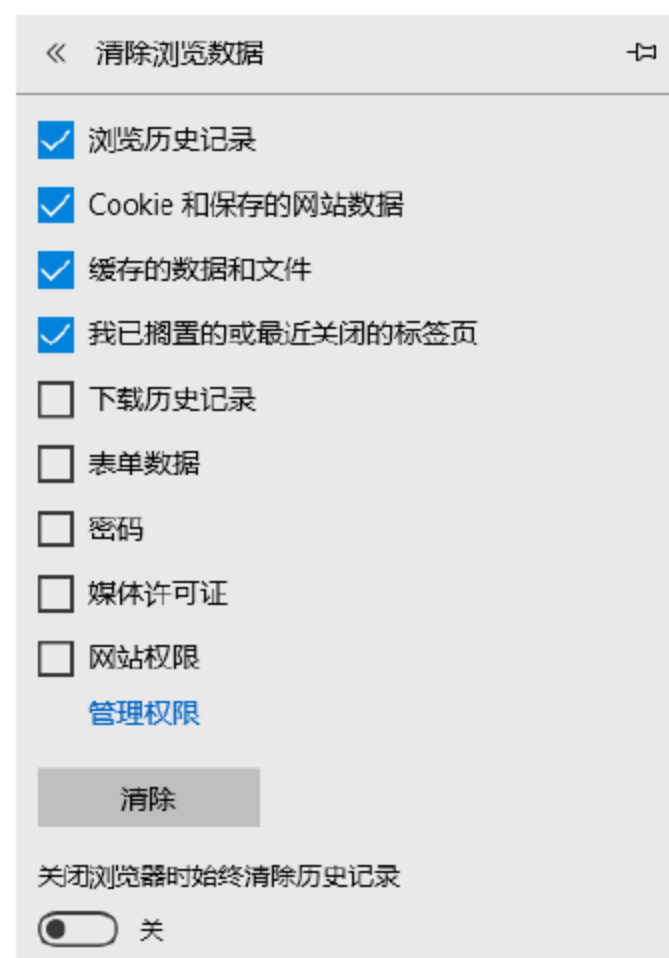 清除浏览数据
浏览历史记录
Cookie 和保存的网站数据
缓存的数据和文件
我已搁置的或最近关闭的标签页
下载历史记录
表单数据
密码
媒体许可证
网站权限
管理权限
清除
关闭浏览器时始终清除历史记录
关